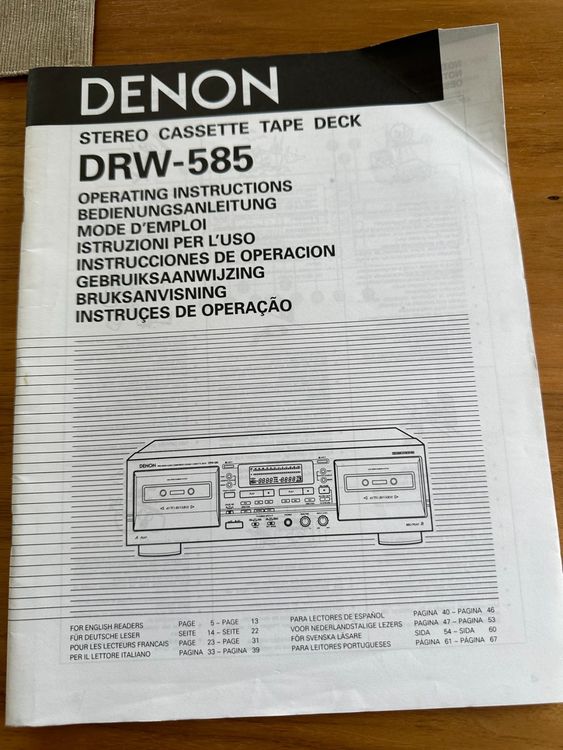 DENON
STEREO CASSETTE TAPE DECK
DRW-585
OPERATING INSTRUCTIONS
BEDIENUNGSANLEITUNG
MODE D'EMPLOI
ISTRUZIONI PER L'USO
INSTRUCCIONES DE OPERACION
GEBRUIKSAANWIJZING
BRUKSANVISNING
INSTRUÇES DE OPERAÇÃO
DENON
FOR ENGLISH READERS PAGE 5 – PAGE 13
FÜR DEUTSCHE LESER SEITE 14 – SEITE 22
POUR LES LECTEURS FRANCAIS PAGE 23 – PAGE 31
PER IL LETTORE ITALIANO PAGINA 33 – PAGINA 39
PARA LECTORES DE ESPAÑOL PAGINA 40 – PAGINA 46
VOOR NEDERLANDSTALIGE LEZERS PAGINA 47 – PAGINA 53
FÖR SVENSKA LÄSARE SIDA 54 – SIDA 60
PARA LEITORES PORTUGUESES PÁGINA 61 – PÁGINA 67